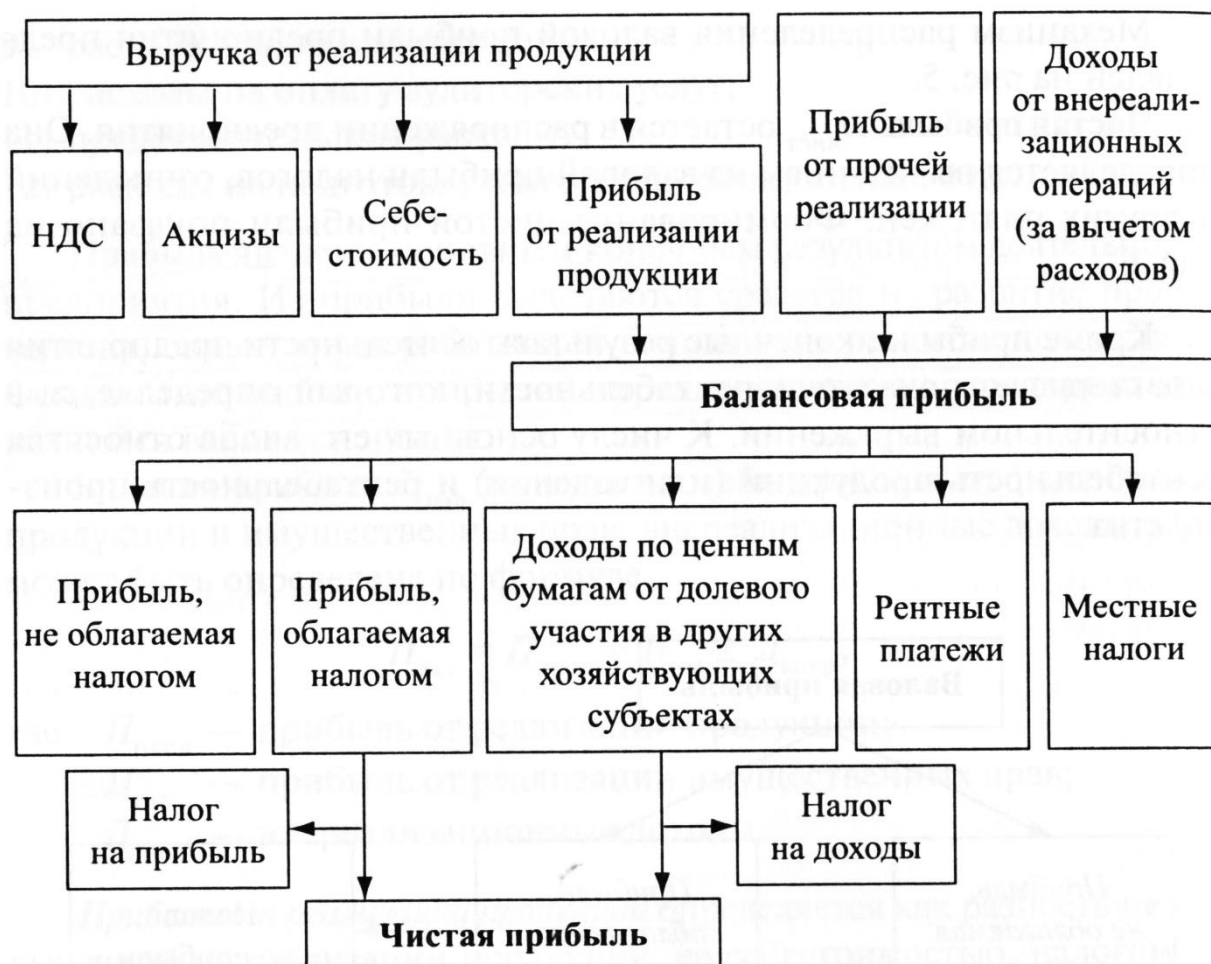 Выручка от реализации продукции
НДС
Акцизы
Себе-
стоимость
Прибыль
от реализации
продукции
Прибыль
от прочей
реализации
Доходы
от внереали-
зационных
операций
(за вычетом
расходов)
Балансовая прибыль
Прибыль,
не облагаемая
налогом
Прибыль,
облагаемая
налогом
Доходы по ценным
бумагам от долевого
участия в других
хозяйствующих
субъектах
Рентные
платежи
Местные
налоги
Налог
на прибыль
Налог
на доходы
Чистая прибыль